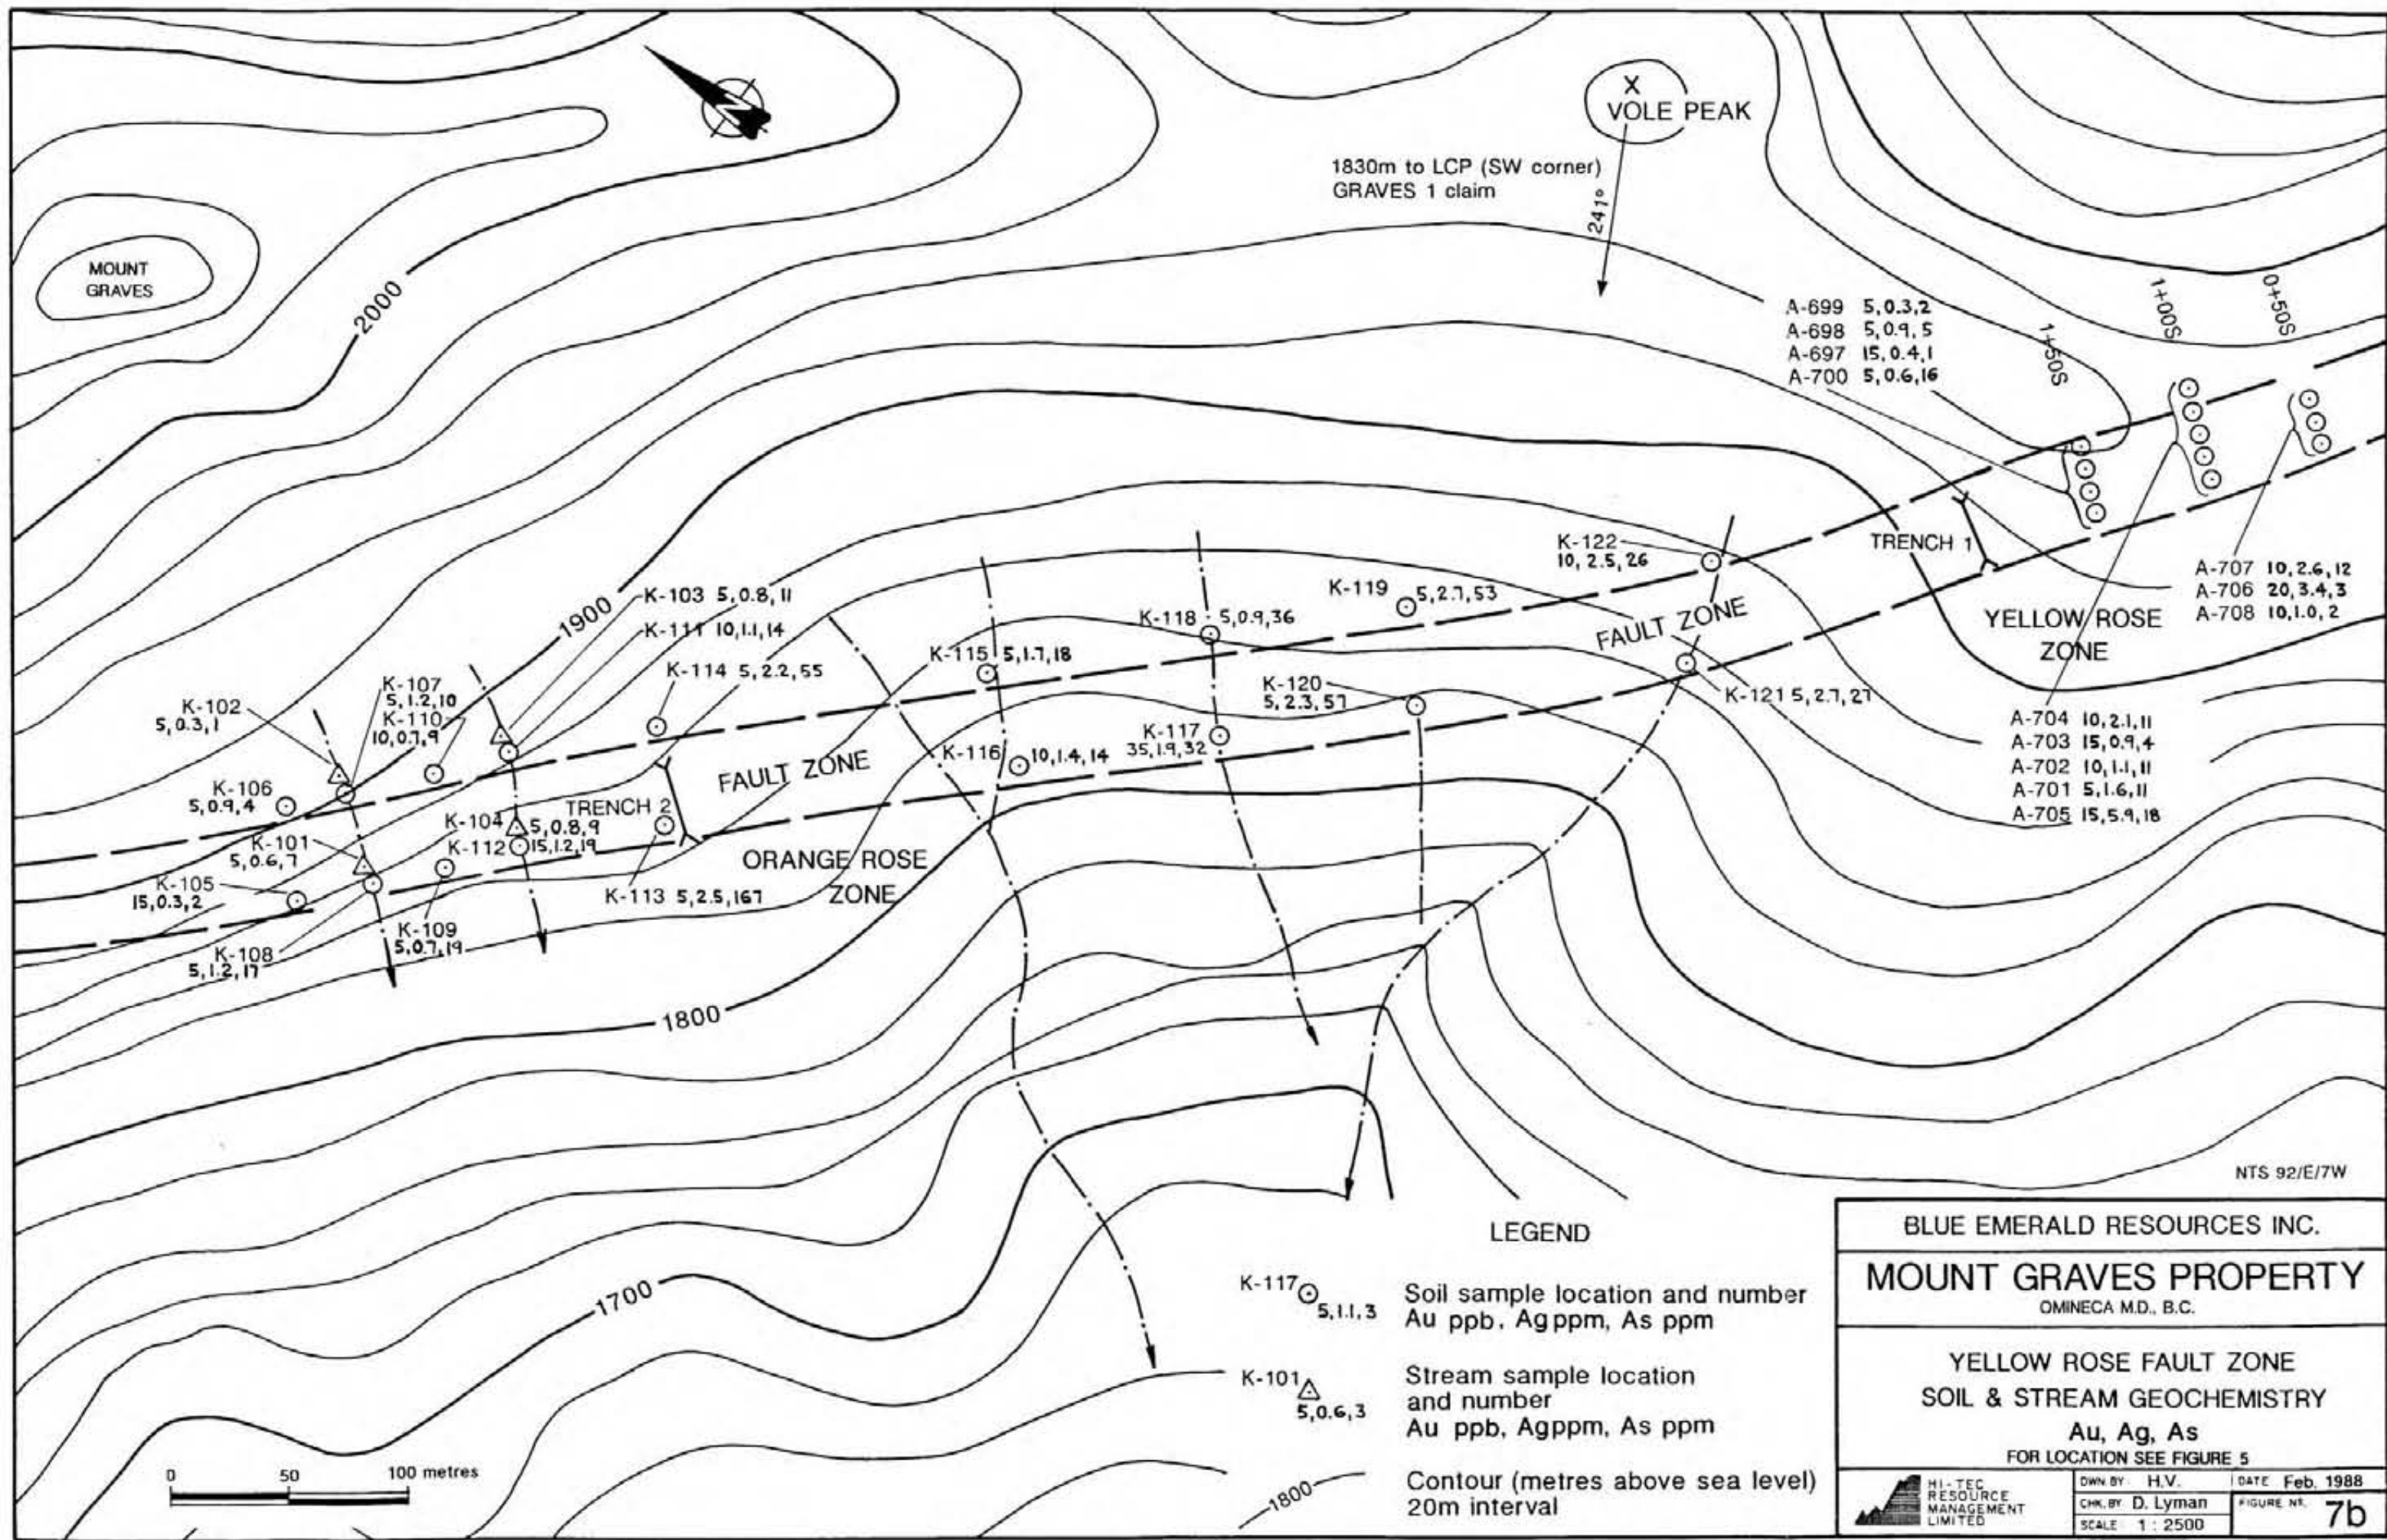 N
X
VOLE PEAK
1830m to LCP (SW corner)
GRAVES 1 claim
241°
MOUNT
GRAVES
2000
A-699 5,0.3,2
A-698 5,0.9,5
A-697 15,0.4,1
A-700 5,0.6,16
1+50S
1+00S
0+50S
K-122
10,2.5,26
TRENCH 1
A-707 10,2.6,12
A-706 20,3.4,3
A-708 10,1.0,2
YELLOW ROSE
ZONE
K-103 5,0.8,11
1900
K-111 10,1.1,14
K-119 5,2.7,53
K-118 5,0.9,36
FAULT ZONE
K-114 5,2.2,55
K-115 5,1.7,18
K-107
5,1.2,10
K-102
5,0.3,1
K-110
10,0.7,9
K-120
5,2.3,57
K-121 5,2.7,27
K-117
35,1.9,32
K-116 10,1.4,14
FAULT ZONE
A-704 10,2.1,11
A-703 15,0.9,4
A-702 10,1.1,11
A-701 5,1.6,11
A-705 15,5.9,18
K-106
5,0.9,4
TRENCH 2
K-104 5,0.8,9
K-112 15,1.2,19
K-101
5,0.6,7
ORANGE ROSE
ZONE
K-105
15,0.3,2
K-113 5,2.5,167
K-109
5,0.7,19
K-108
5,1.2,17
1800
1700
NTS 92/E/7W
LEGEND
K-117
5,1.1,3
Soil sample location and number
Au ppb, Ag ppm, As ppm
K-101
5,0.6,3
Stream sample location
and number
Au ppb, Agppm, As ppm
1800
Contour (metres above sea level)
20m interval
0 50 100 metres
BLUE EMERALD RESOURCES INC.
MOUNT GRAVES PROPERTY
OMINECA M.D., B.C.
YELLOW ROSE FAULT ZONE
SOIL & STREAM GEOCHEMISTRY
Au, Ag, As
FOR LOCATION SEE FIGURE 5
HI-TEC
RESOURCE
MANAGEMENT
LIMITED
DWN. BY H.V.
DATE Feb. 1988
CHK. BY D. Lyman
FIGURE No. 7b
SCALE 1 : 2500